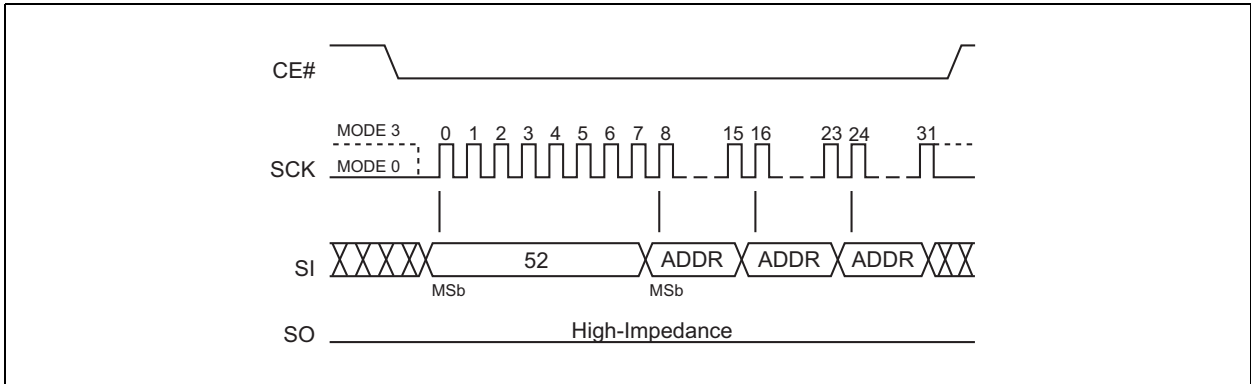 CE#
MODE 3
0 1 2 3 4 5 6 7 8 15 16 23 24 31
SCK MODE 0
SI 52 ADDR ADDR ADDR
MSb MSb
SO High-Impedance